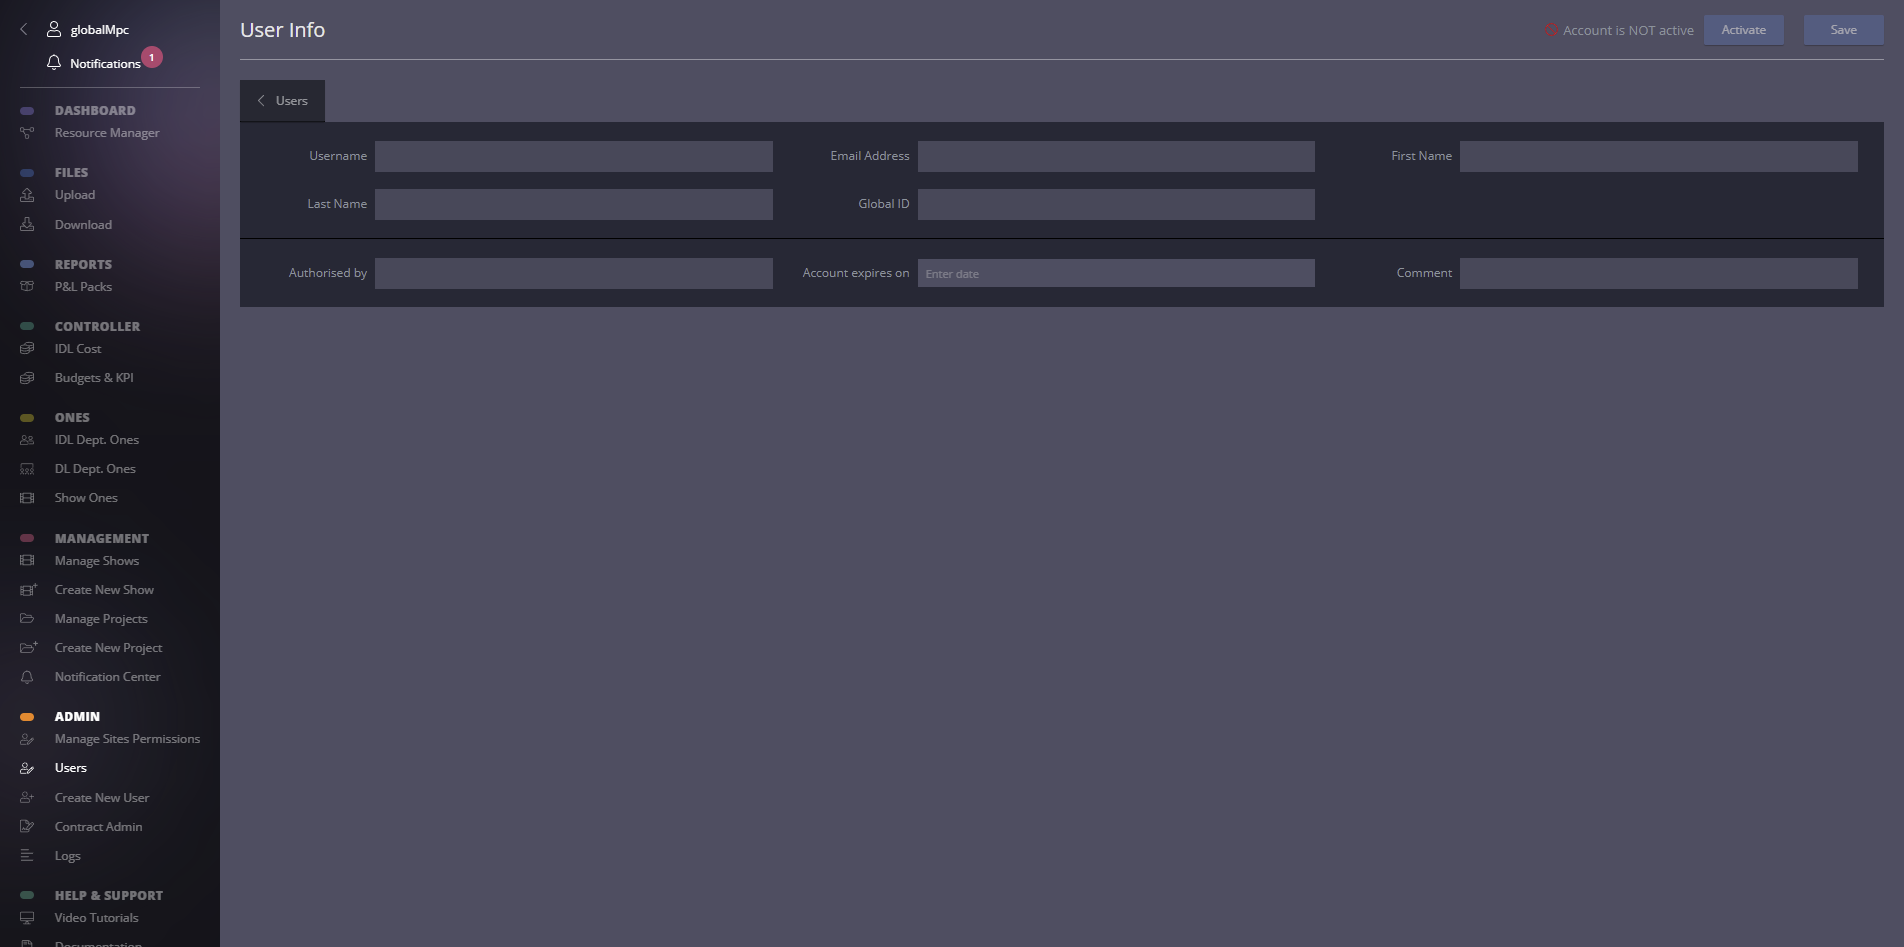 globalMpc
Notifications 1
DASHBOARD
Resource Manager
FILES
Upload
Download
REPORTS
P&L Packs
CONTROLLER
IDL Cost
Budgets & KPI
ONES
IDL Dept. Ones
DL Dept. Ones
Show Ones
MANAGEMENT
Manage Shows
Create New Show
Manage Projects
Create New Project
Notification Center
ADMIN
Manage Sites Permissions
Users
Create New User
Contract Admin
Logs
HELP & SUPPORT
Video Tutorials
Documentation
User Info
Account is NOT active Activate Save
Users
Username Email Address First Name
Last Name Global ID
Authorised by Account expires on Enter date Comment